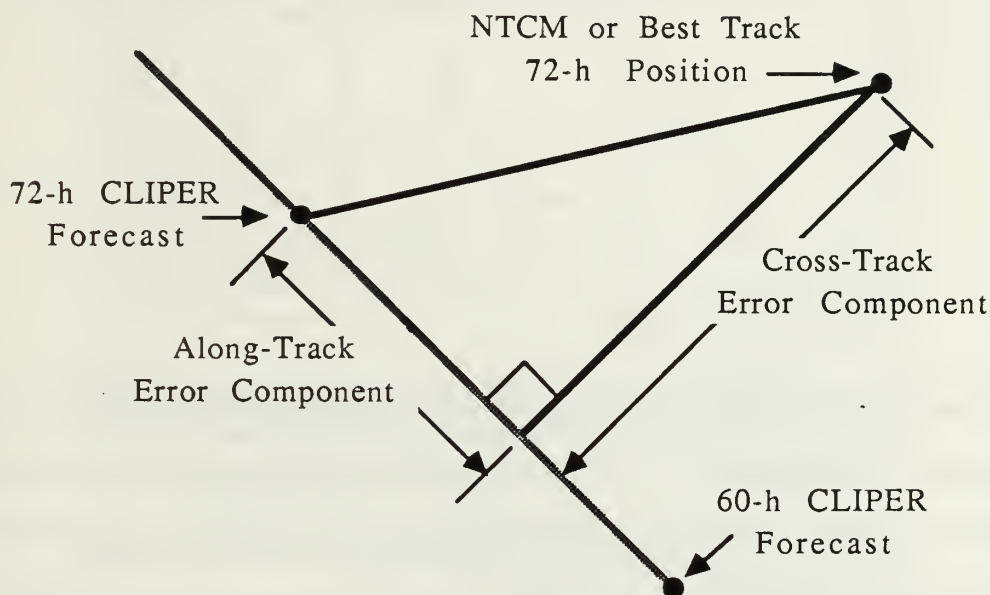 NTCM or Best Track
72-h Position
72-h CLIPER
Forecast
Cross-Track
Error Component
Along-Track
Error Component
60-h CLIPER
Forecast